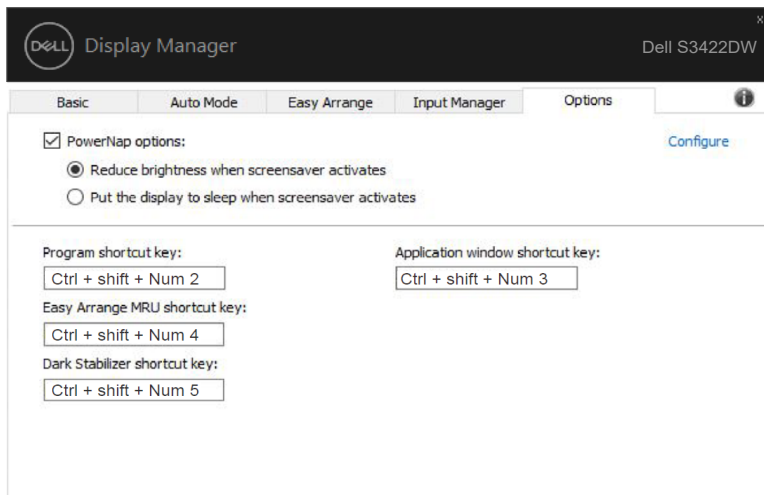 x
DELL Display Manager
Dell S3422DW
Basic Auto Mode Easy Arrange Input Manager Options i
PowerNap options: Configure
Reduce brightness when screensaver activates
Put the display to sleep when screensaver activates
Program shortcut key: Application window shortcut key:
Ctrl + shift + Num 2 Ctrl + shift + Num 3
Easy Arrange MRU shortcut key:
Ctrl + shift + Num 4
Dark Stabilizer shortcut key:
Ctrl + shift + Num 5